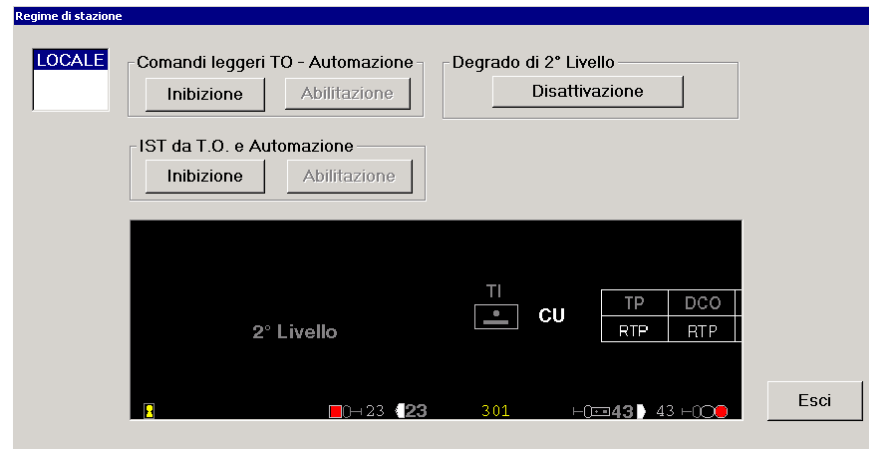 Regime di stazione
LOCALE
Comandi leggeri TO - Automazione
Inibizione
Abilitazione
Degrado di 2° Livello
Disattivazione
IST da T.O. e Automazione
Inibizione
Abilitazione
TI
CU
TP DCO
RTP RTP
2° Livello
23 23 301 43 43
Esci